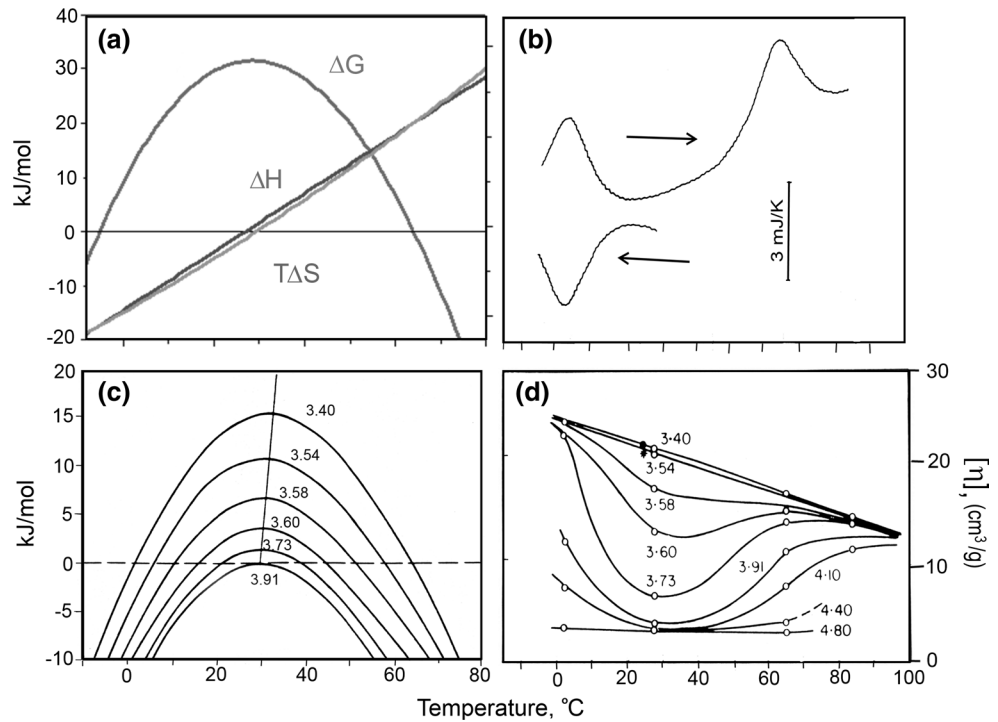 (a)
40
30
20
10
0
-10
-20
kJ/mol
ΔG
ΔH
TΔS
(b)
3 mJ/K
(c)
20
15
10
5
0
-5
-10
kJ/mol
3.40
3.54
3.58
3.60
3.73
3.91
0 20 40 60 80
(d)
30
20
10
0
[η], (cm³/g)
3·40
3·54
3·58
3·60
3·73
3·91
4·10
4·40
4·80
0 20 40 60 80 100
Temperature, °C